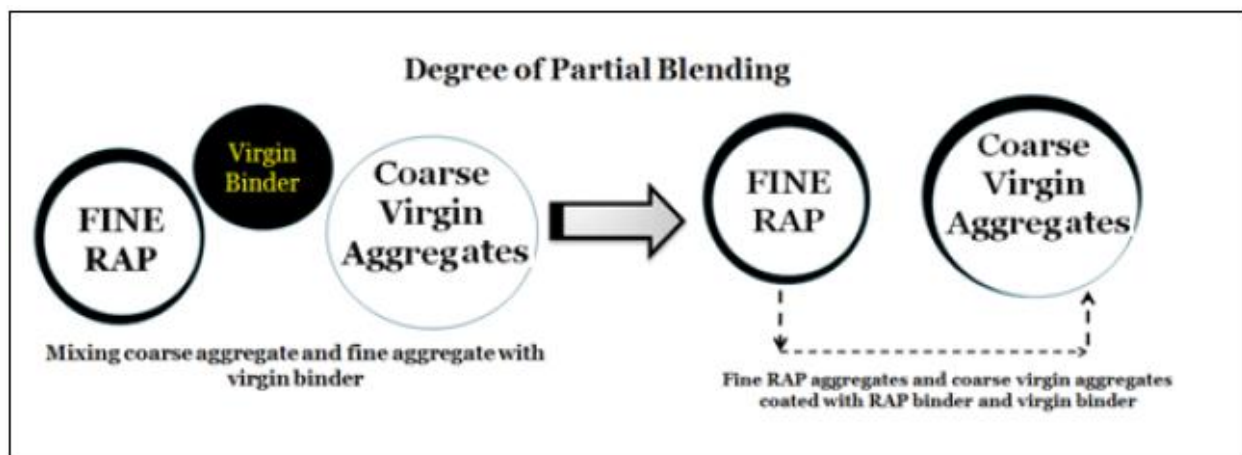 Degree of Partial Blending
FINE
RAP
Virgin
Binder
Coarse
Virgin
Aggregates
FINE
RAP
Coarse
Virgin
Aggregates
Mixing coarse aggregate and fine aggregate with
virgin binder
Fine RAP aggregates and coarse virgin aggregates
coated with RAP binder and virgin binder